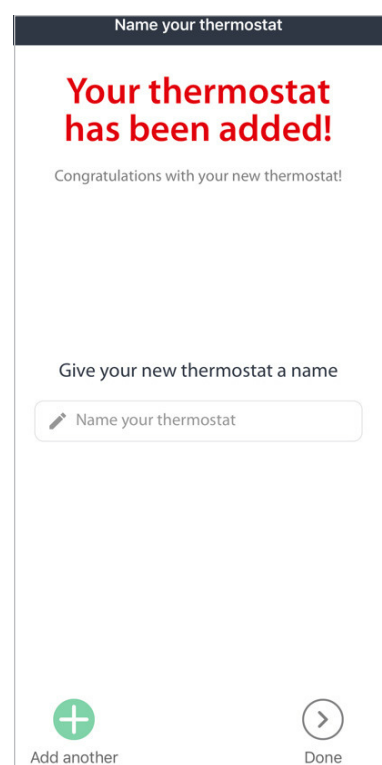 Name your thermostat
Your thermostat
has been added!
Congratulations with your new thermostat!
Give your new thermostat a name
Name your thermostat
Add another
Done